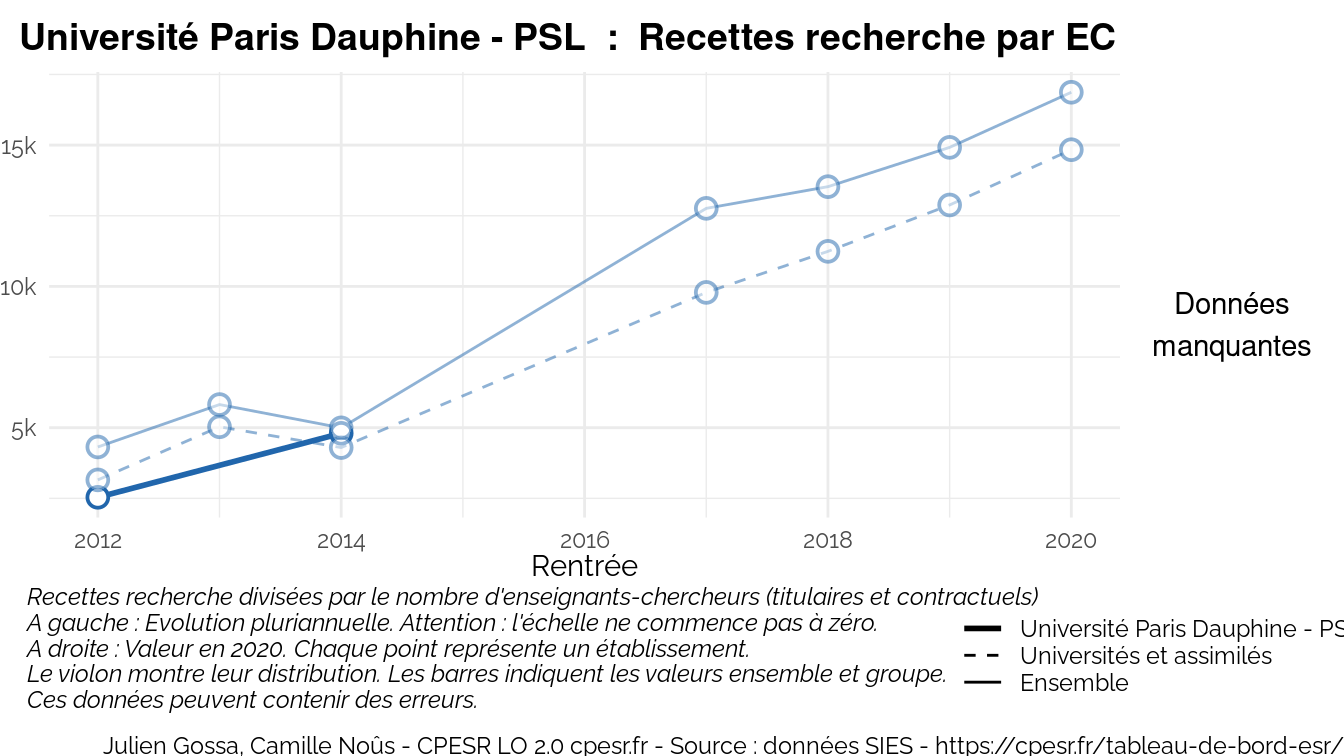 Université Paris Dauphine - PSL : Recettes recherche par EC
15k
10k
5k
Données
manquantes
2012 2014 2016 2018 2020
Rentrée
Recettes recherche divisées par le nombre d'enseignants-chercheurs (titulaires et contractuels)
A gauche : Evolution pluriannuelle. Attention : l'échelle ne commence pas à zéro.
A droite : Valeur en 2020. Chaque point représente un établissement.
Le violon montre leur distribution. Les barres indiquent les valeurs ensemble et groupe.
Ces données peuvent contenir des erreurs.
Université Paris Dauphine - PS
Universités et assimilés
Ensemble
Julien Gossa, Camille Noûs - CPESR LO 2.0 cpesr.fr - Source : données SIES - https://cpesr.fr/tableau-de-bord-esr/